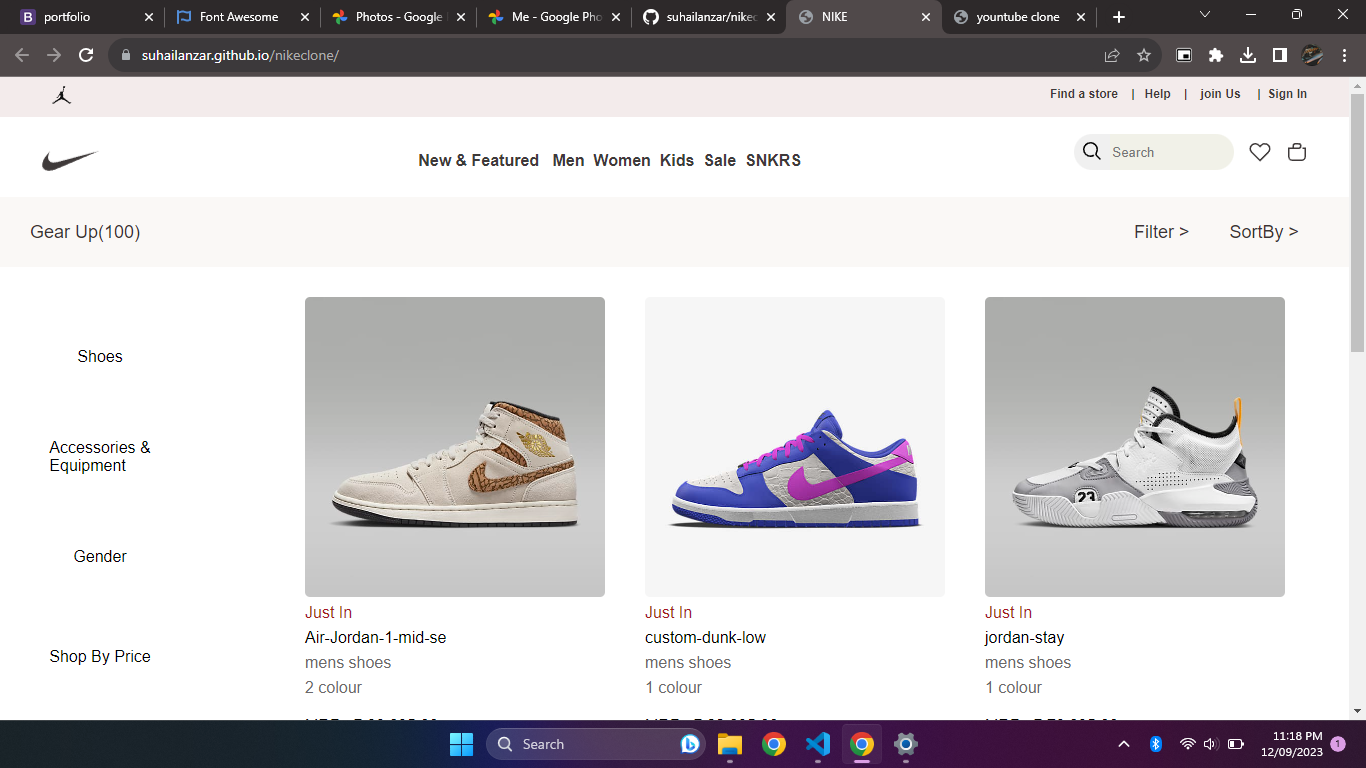 portfolio
Font Awesome
Photos - Google
Me - Google Pho
suhailanzar/nikec
NIKE
yountube clone
suhailanzar.github.io/nikeclone/
Find a store | Help | join Us | Sign In
New & Featured Men Women Kids Sale SNKRS
Search
Gear Up(100)
Filter > SortBy >
Shoes
Accessories &
Equipment
Gender
Shop By Price
23
Just In
Air-Jordan-1-mid-se
mens shoes
2 colour
Just In
custom-dunk-low
mens shoes
1 colour
Just In
jordan-stay
mens shoes
1 colour
Search
11:18 PM
12/09/2023
1